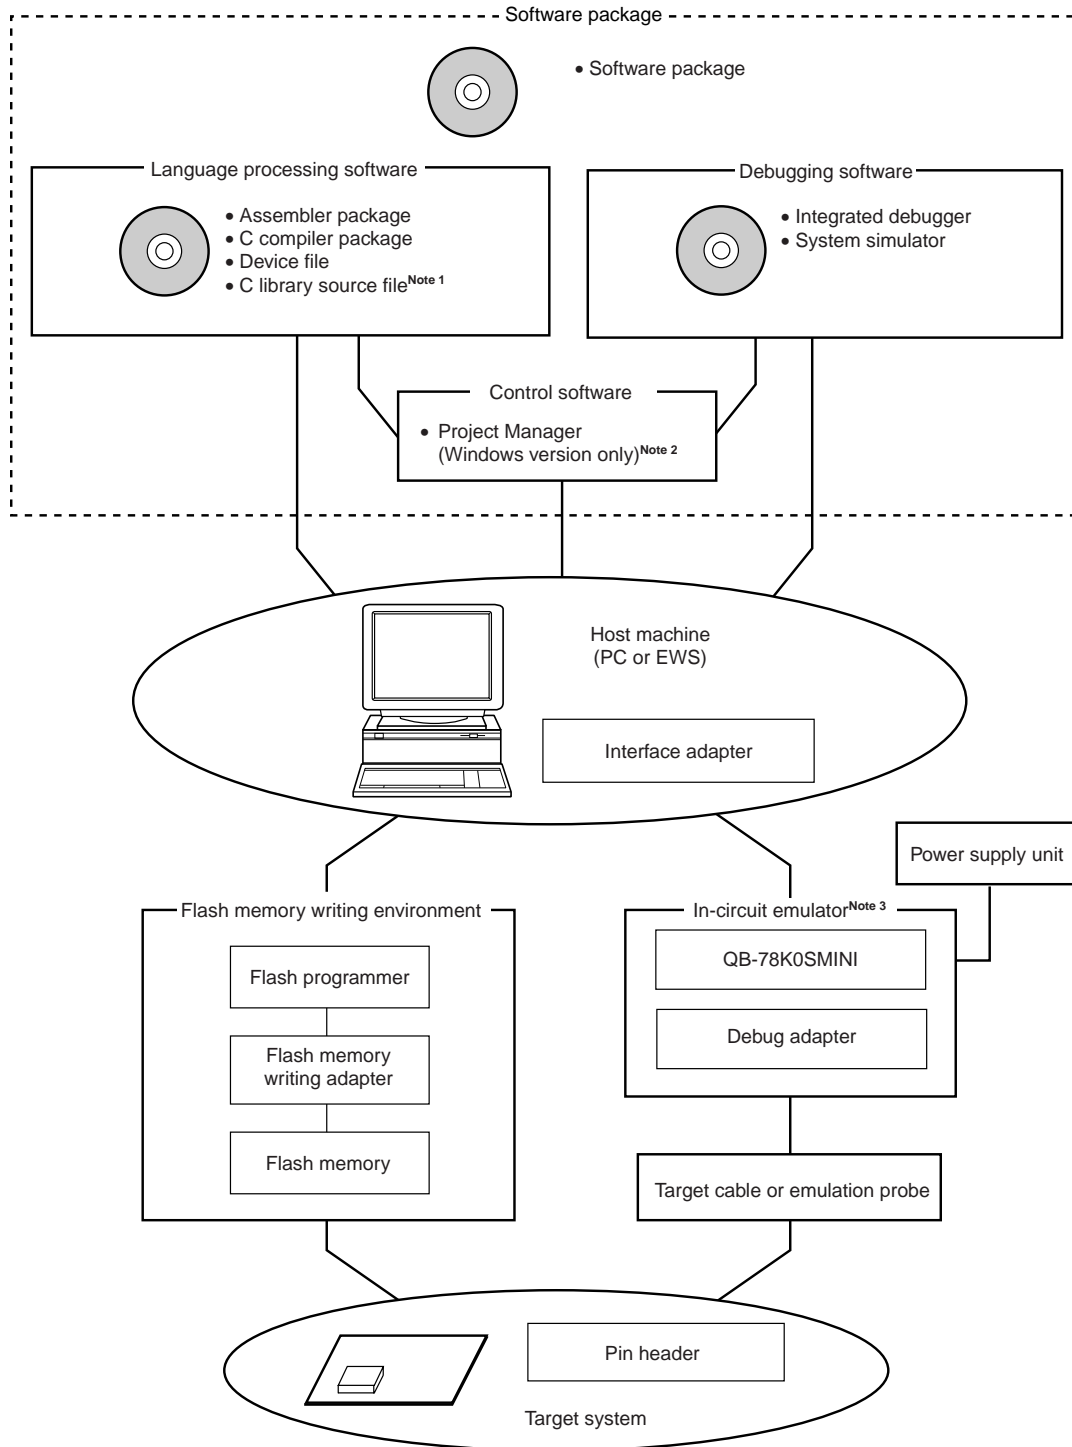 Software package
• Software package
Language processing software
• Assembler package
• C compiler package
• Device file
• C library source fileNote 1
Debugging software
• Integrated debugger
• System simulator
Control software
• Project Manager
(Windows version only)Note 2
Host machine
(PC or EWS)
Interface adapter
Power supply unit
Flash memory writing environment
Flash programmer
Flash memory
writing adapter
Flash memory
In-circuit emulatorNote 3
QB-78K0SMINI
Debug adapter
Target cable or emulation probe
Pin header
Target system